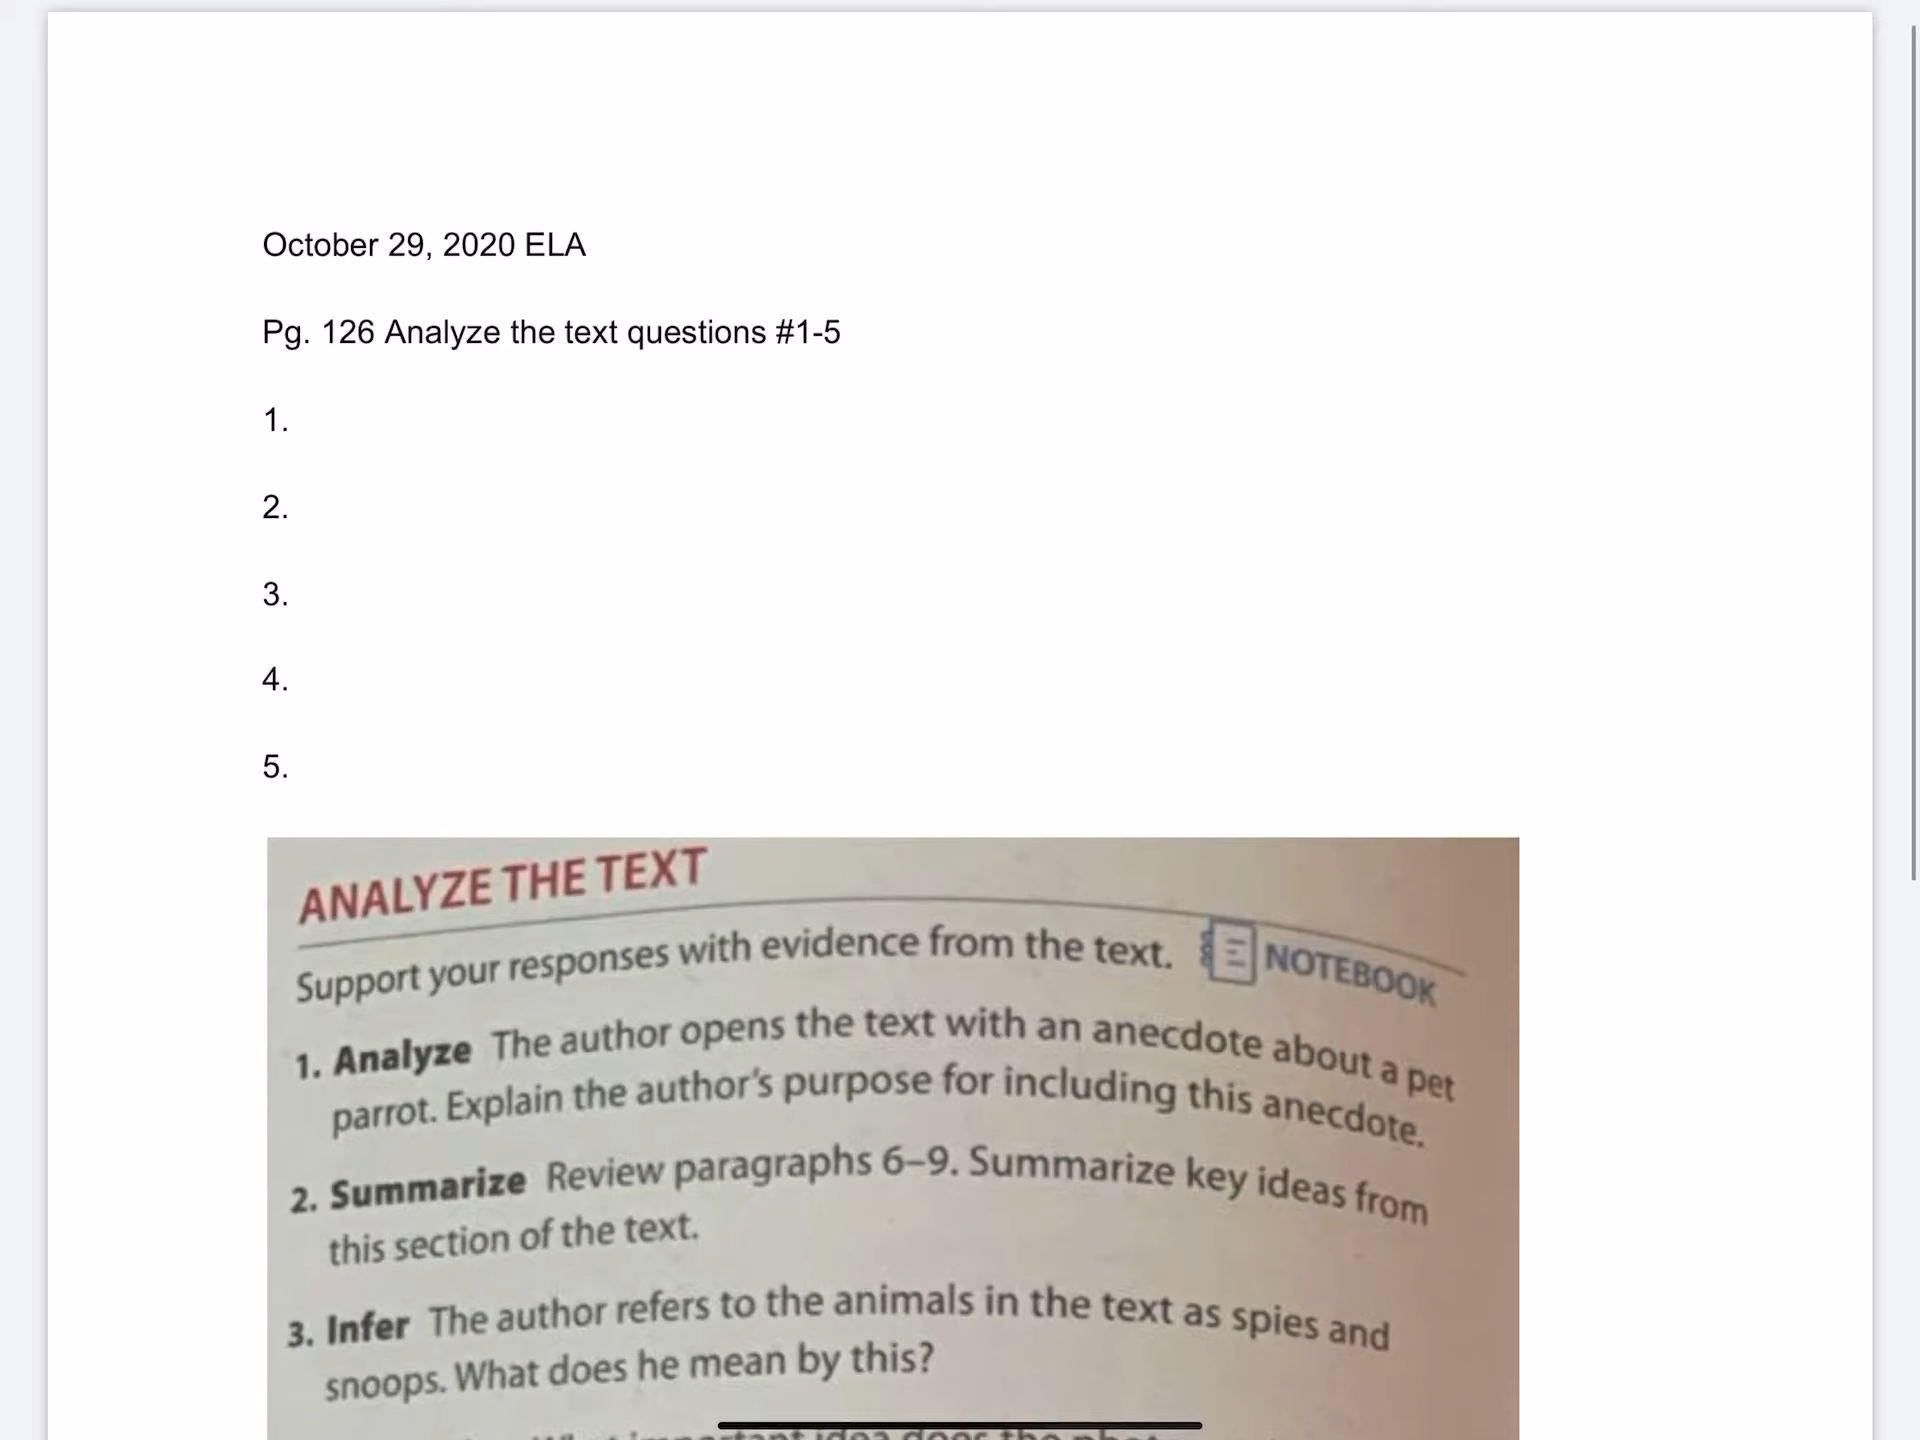 October 29, 2020 ELA
Pg. 126 Analyze the text questions #1-5
1.
2.
3.
4.
5.
ANALYZE THE TEXT
Support your responses with evidence from the text.
NOTEBOOK
1. Analyze The author opens the text with an anecdote about a pet
parrot. Explain the author's purpose for including this anecdote.
2. Summarize Review paragraphs 6–9. Summarize key ideas from
this section of the text.
3. Infer The author refers to the animals in the text as spies and
snoops. What does he mean by this?
important idea does the